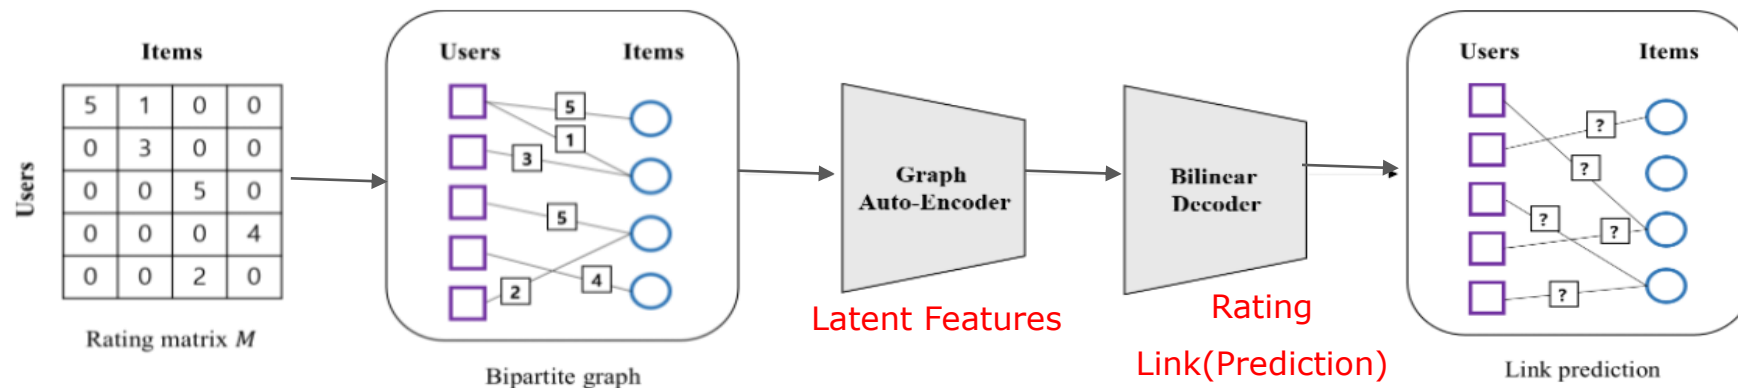 Items
Users
5 1 0 0
0 3 0 0
0 0 5 0
0 0 0 4
0 0 2 0
Rating matrix M
Users Items
5
1
3
5
4
2
Bipartite graph
Graph
Auto-Encoder
Latent Features
Bilinear
Decoder
Rating
Link(Prediction)
Users Items
?
?
?
?
?
Link prediction